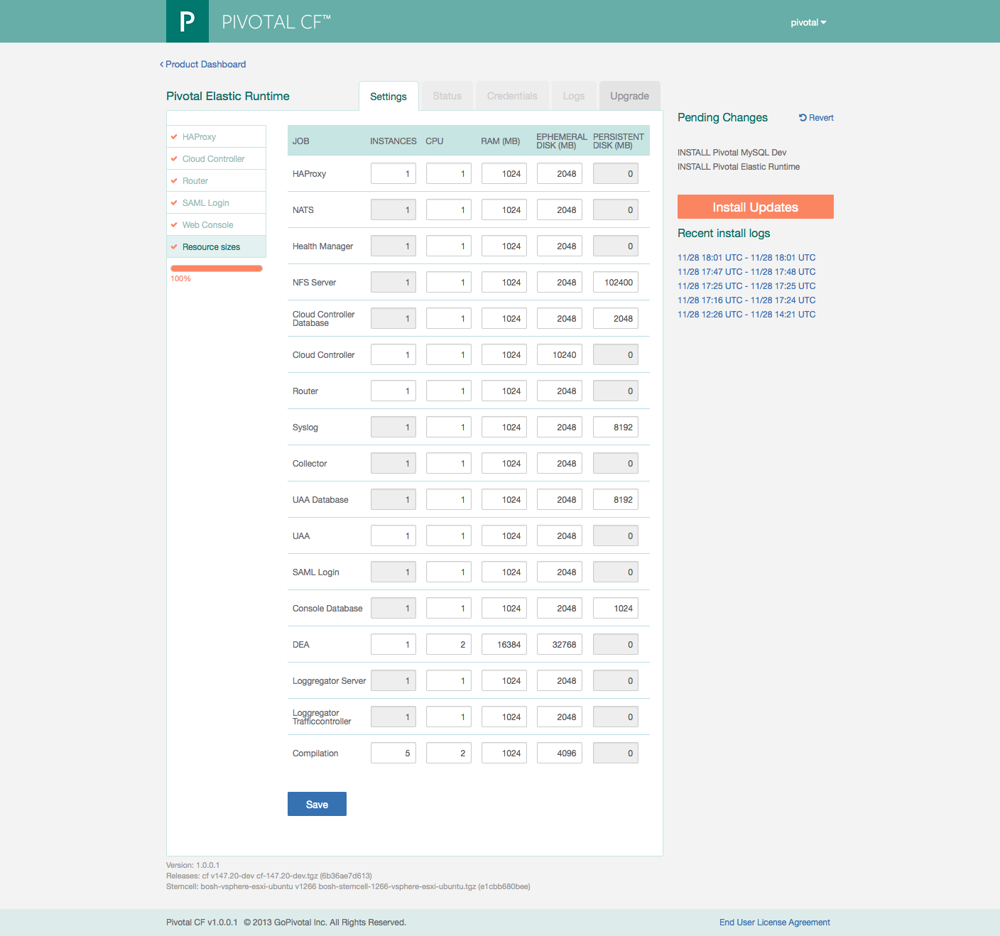 P PIVOTAL CF™ pivotal
Product Dashboard
Pivotal Elastic Runtime Settings Status Credentials Logs Upgrade
HAProxy
Cloud Controller
Router
SAML Login
Web Console
Resource sizes
100%
JOB INSTANCES CPU RAM (MB) EPHEMERAL DISK (MB) PERSISTENT DISK (MB)
HAProxy 1 1 1024 2048 0
NATS 1 1 1024 2048 0
Health Manager 1 1 1024 2048 0
NFS Server 1 1 1024 2048 102400
Cloud Controller Database 1 1 1024 2048 2048
Cloud Controller 1 1 1024 10240 0
Router 1 1 1024 2048 0
Syslog 1 1 1024 2048 8192
Collector 1 1 1024 2048 0
UAA Database 1 1 1024 2048 8192
UAA 1 1 1024 2048 0
SAML Login 1 1 1024 2048 0
Console Database 1 1 1024 2048 1024
DEA 1 2 16384 32768 0
Loggregator Server 1 1 1024 2048 0
Loggregator Trafficcontroller 1 1 1024 2048 0
Compilation 5 2 1024 4096 0
Save
Pending Changes Revert
INSTALL Pivotal MySQL Dev
INSTALL Pivotal Elastic Runtime
Install Updates
Recent install logs
11/28 18:01 UTC - 11/28 18:01 UTC
11/28 17:47 UTC - 11/28 17:48 UTC
11/28 17:25 UTC - 11/28 17:25 UTC
11/28 17:16 UTC - 11/28 17:24 UTC
11/28 12:26 UTC - 11/28 14:21 UTC
Version: 1.0.0.1
Releases: cf v147.20-dev cf-147.20-dev.tgz (6b36ae7d613)
Stemcell: bosh-vsphere-esxi-ubuntu v1266 bosh-stemcell-1266-vsphere-esxi-ubuntu.tgz (e1cbb680bee)
Pivotal CF v1.0.0.1 © 2013 GoPivotal Inc. All Rights Reserved. End User License Agreement